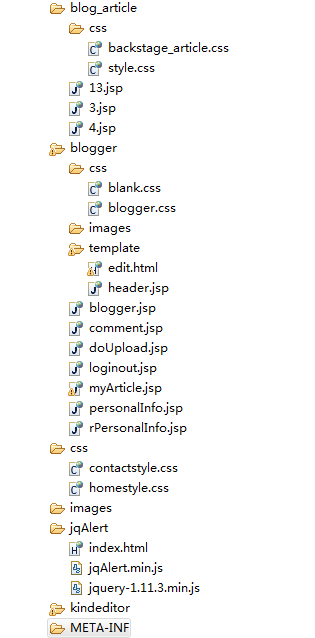 blog_article
css
backstage_article.css
style.css
13.jsp
3.jsp
4.jsp
blogger
css
blank.css
blogger.css
images
template
edit.html
header.jsp
blogger.jsp
comment.jsp
doUpload.jsp
loginout.jsp
myArticle.jsp
personalInfo.jsp
rPersonalInfo.jsp
css
contactstyle.css
homestyle.css
images
jqAlert
index.html
jqAlert.min.js
jquery-1.11.3.min.js
kindeditor
META-INF